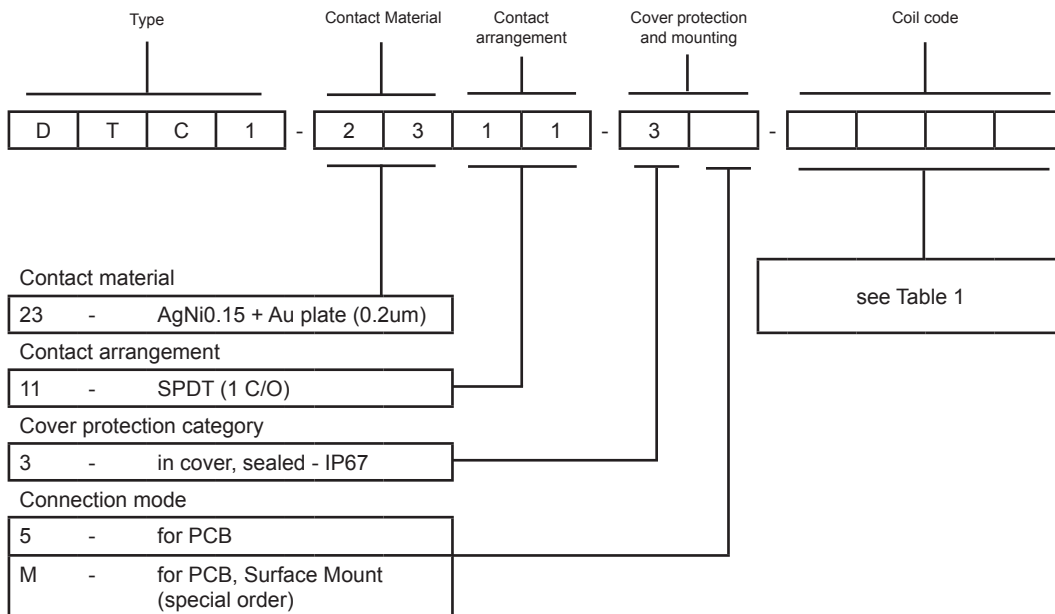 Type
Contact Material
Contact
arrangement
Cover protection
and mounting
Coil code
D T C 1 - 2 3 1 1 - 3 -
Contact material
23 - AgNi0.15 + Au plate (0.2um)
see Table 1
Contact arrangement
11 - SPDT (1 C/O)
Cover protection category
3 - in cover, sealed - IP67
Connection mode
5 - for PCB
M - for PCB, Surface Mount
(special order)